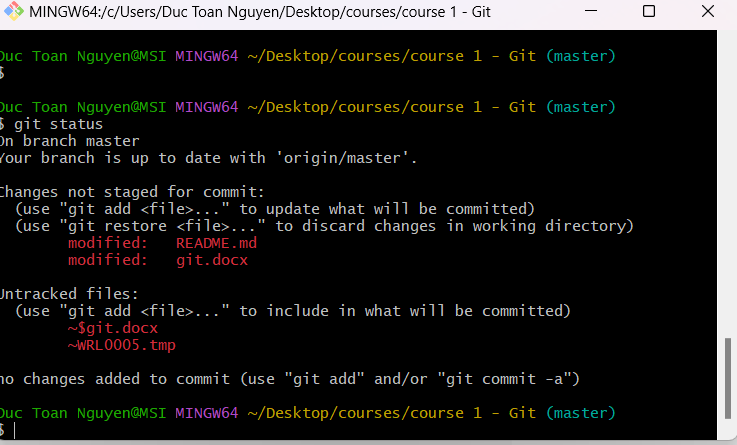 MINGW64:/c/Users/Duc Toan Nguyen/Desktop/courses/course 1 - Git
Duc Toan Nguyen@MSI MINGW64 ~/Desktop/courses/course 1 - Git (master)
$
Duc Toan Nguyen@MSI MINGW64 ~/Desktop/courses/course 1 - Git (master)
$ git status
On branch master
Your branch is up to date with 'origin/master'.
Changes not staged for commit:
(use "git add <file>..." to update what will be committed)
(use "git restore <file>..." to discard changes in working directory)
modified: README.md
modified: git.docx
Untracked files:
(use "git add <file>..." to include in what will be committed)
~$git.docx
~WRL0005.tmp
no changes added to commit (use "git add" and/or "git commit -a")
Duc Toan Nguyen@MSI MINGW64 ~/Desktop/courses/course 1 - Git (master)
$